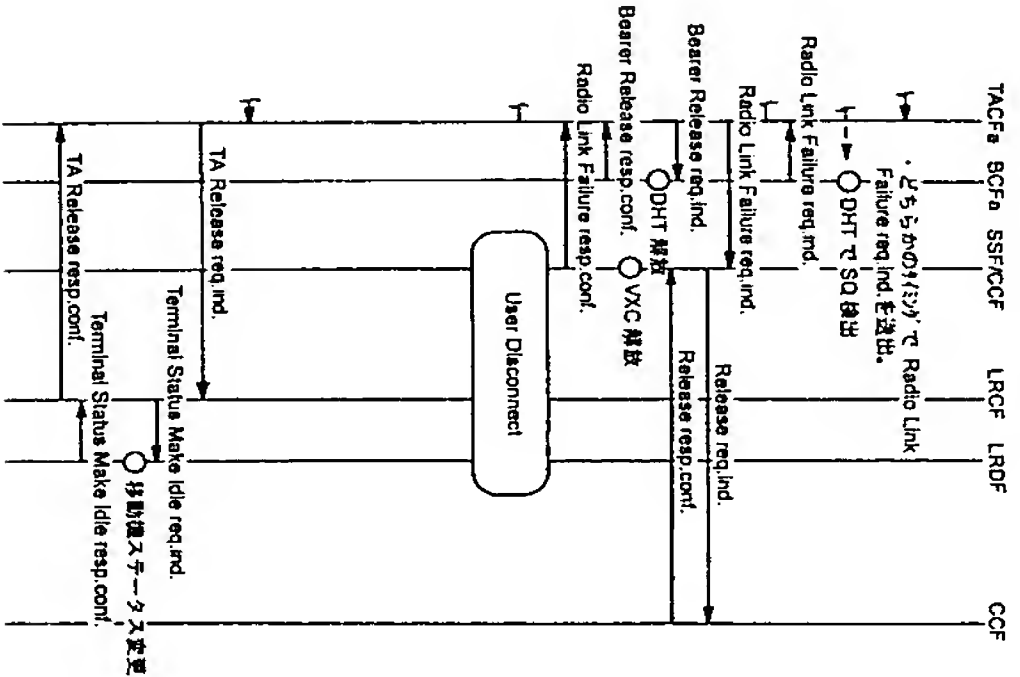 TACFa BCFa SSF/CCF LRCF LRDF CCF
・どちらかのタイミングで Radio Link
Failure req.ind. を送出。
DHT で SQ 検出
Radio Link Failure req.ind.
Radio Link Failure req.ind.
Release req.ind.
Bearer Release req.ind.
Release resp.conf.
DHT 解放
VXC 解放
Bearer Release resp.conf.
Radio Link Failure resp.conf.
User Disconnect
TA Release req.ind.
Terminal Status Make Idle req.ind.
移動機ステータス変更
Terminal Status Make Idle resp.conf.
TA Release resp.conf.